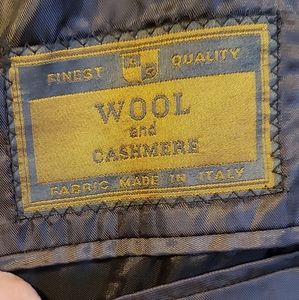 FINEST QUALITY
WOOL
and
CASHMERE
FABRIC MADE IN ITALY